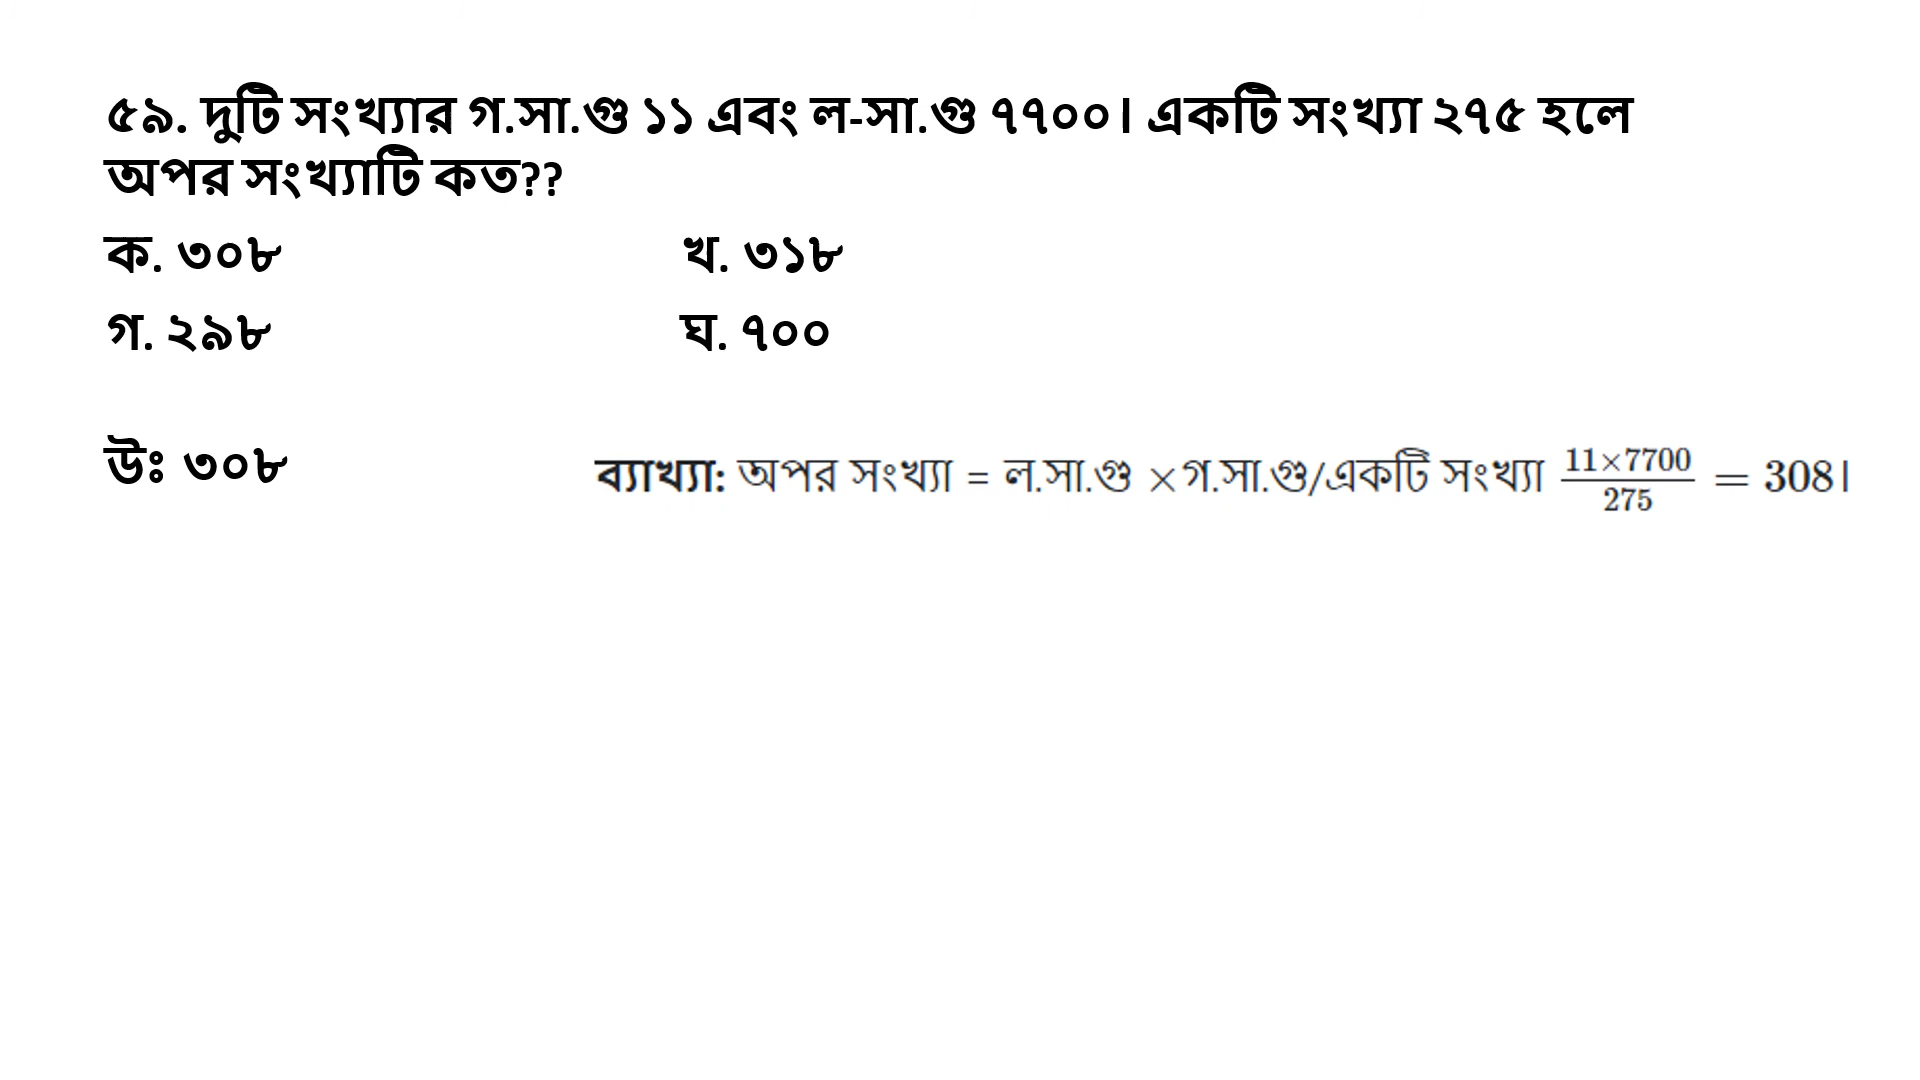 ৫৯. দুটি সংখ্যার গ.সা.গু ১১ এবং ল-সা.গু ৭৭০০। একটি সংখ্যা ২৭৫ হলে
অপর সংখ্যাটি কত??
ক. ৩০৮ খ. ৩১৮
গ. ২৯৮ ঘ. ৭০০
উঃ ৩০৮
ব্যাখ্যা: অপর সংখ্যা = ল.সা.গু ×গ.সা.গু/একটি সংখ্যা 11×7700/275 = 308।